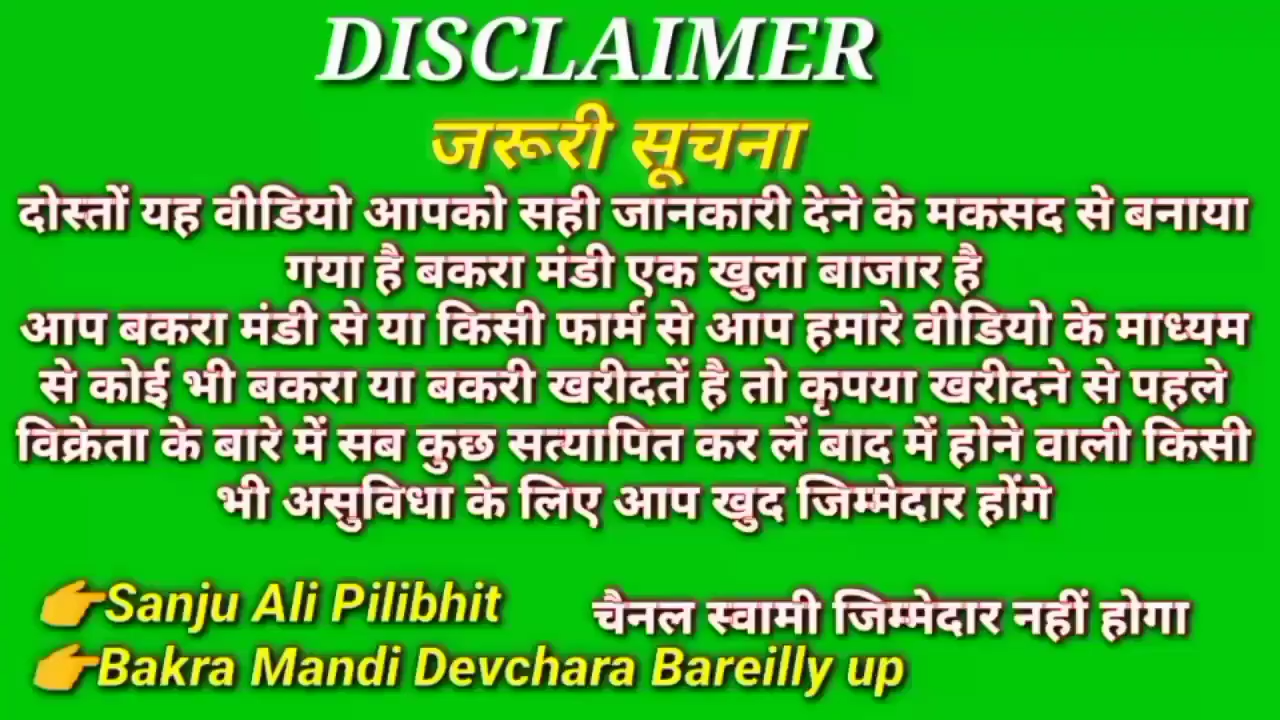 DISCLAIMER
जरूरी सूचना
दोस्तों यह वीडियो आपको सही जानकारी देने के मकसद से बनाया
गया है बकरा मंडी एक खुला बाजार है
आप बकरा मंडी से या किसी फार्म से आप हमारे वीडियो के माध्यम
से कोई भी बकरा या बकरी खरीदतें है तो कृपया खरीदने से पहले
विक्रेता के बारे में सब कुछ सत्यापित कर लें बाद में होने वाली किसी
भी असुविधा के लिए आप खुद जिम्मेदार होंगे
👉Sanju Ali Pilibhit
चैनल स्वामी जिम्मेदार नहीं होगा
👉Bakra Mandi Devchara Bareilly up